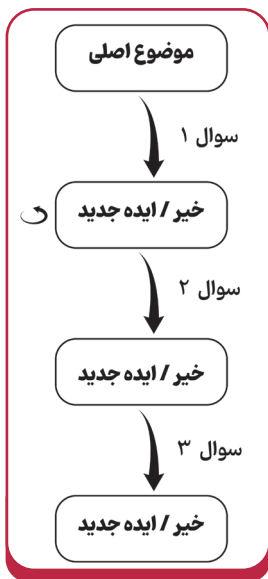 موضوع اصلی
سوال ۱
خیر / ایده جدید
سوال ۲
خیر / ایده جدید
سوال ۳
خیر / ایده جدید